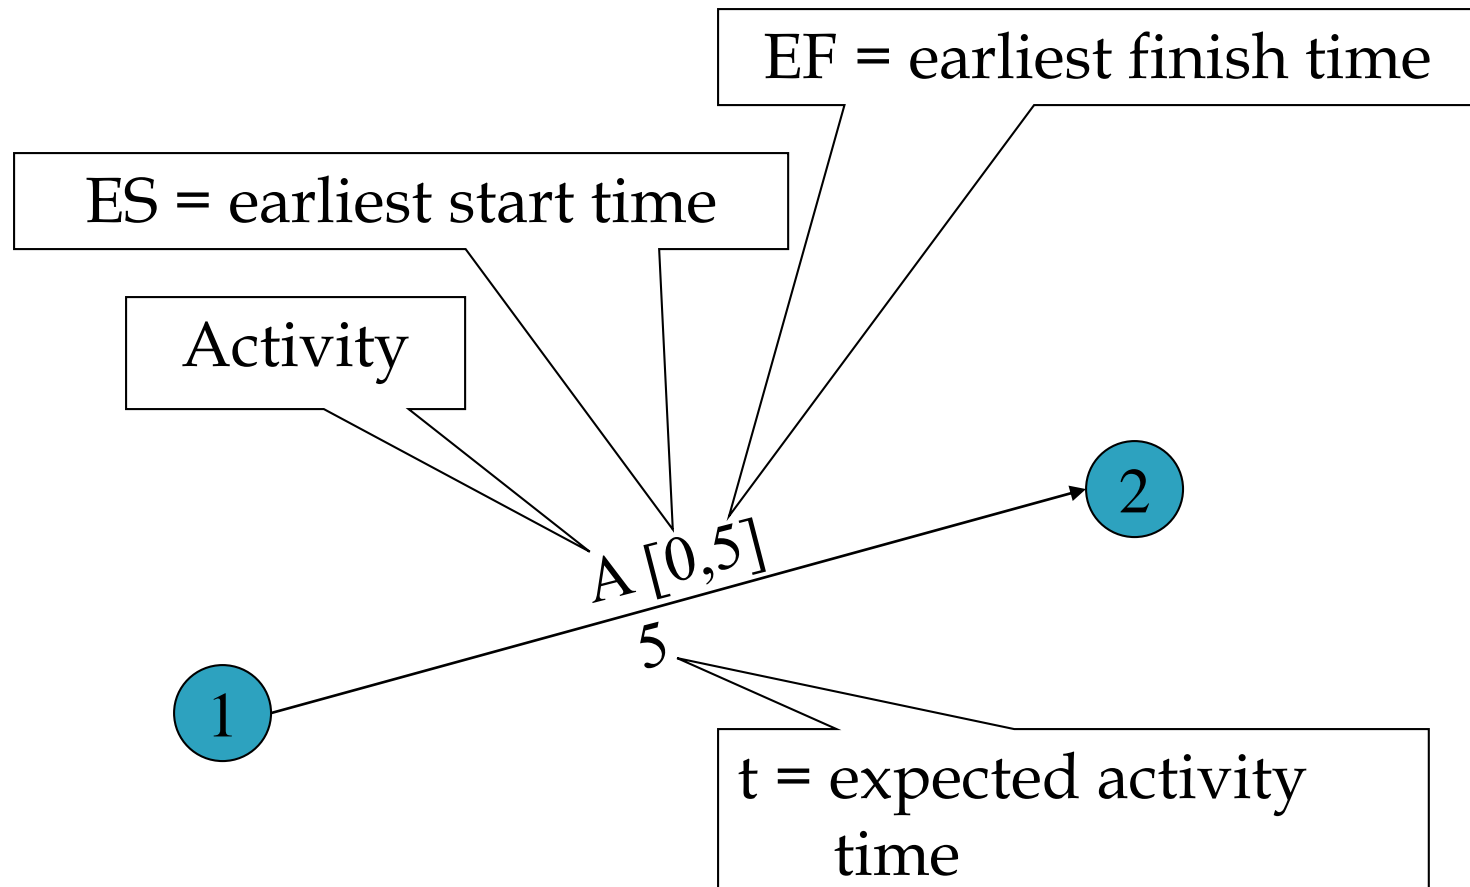 EF = earliest finish time
ES = earliest start time
Activity
2
A [0,5]
5
1
t = expected activity
time